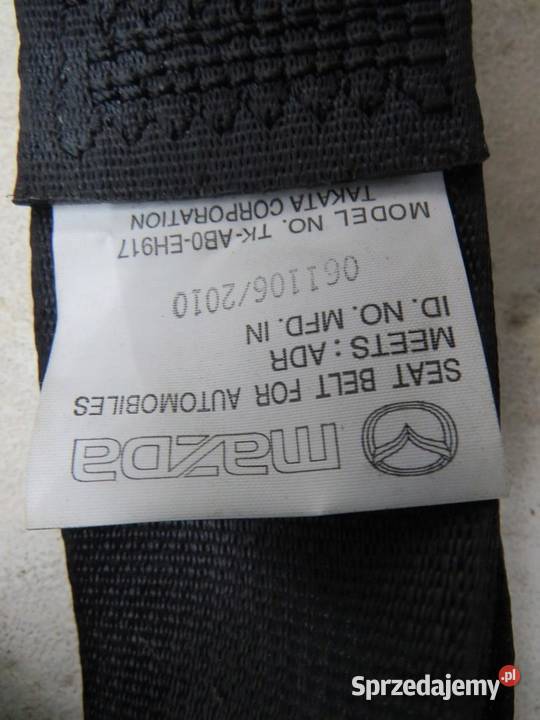 mazda
SEAT BELT FOR AUTOMOBILES
MEETS : ADR
ID. NO. MFD. IN
061106/2010
MODEL NO. TK-AB0-EH917
TAKATA CORPORATION
Sprzedajemy.pl